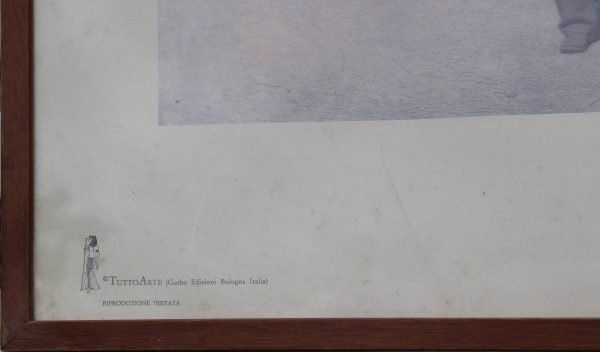 ©TuttoArte (Garbo Edizioni Bologna Italia)
RIPRODUZIONE VIETATA